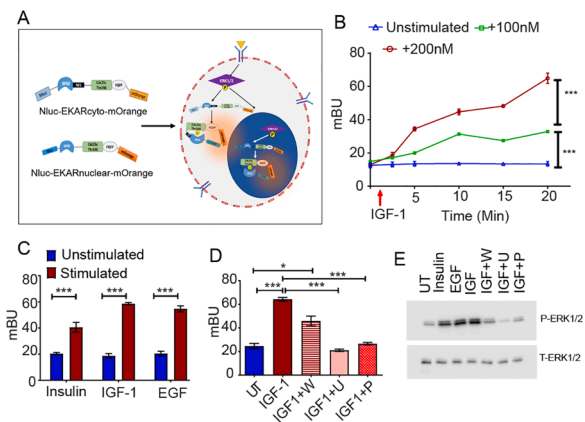 A
Nluc-EKARcyto-mOrange
Nluc-EKARnuclear-mOrange
ERK1/2
B
Unstimulated
+100nM
+200nM
mBU
80
60
40
20
0
5
10
15
20
IGF-1
Time (Min)
***
***
C
Unstimulated
Stimulated
mBU
80
60
40
20
0
***
***
***
Insulin
IGF-1
EGF
D
mBU
80
60
40
20
0
*
***
***
***
UT
IGF-1
IGF1+W
IGF1+U
IGF1+P
E
UT
Insulin
EGF
IGF
IGF+W
IGF+U
IGF+P
P-ERK1/2
T-ERK1/2